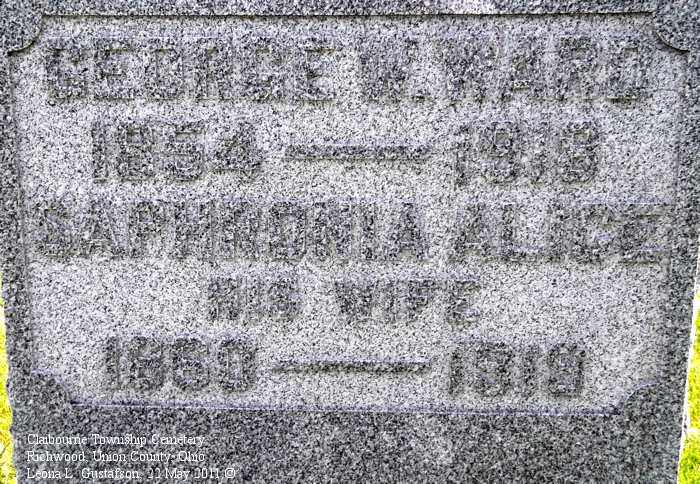 GEORGE W. WARD
1854 — 1918
SAPHRONIA ALICE
HIS WIFE
1860 — 1919
Claibourne Township Cemetery
Richwood, Union County, Ohio
Leona L. Gustafson, 22 May 2011 ©